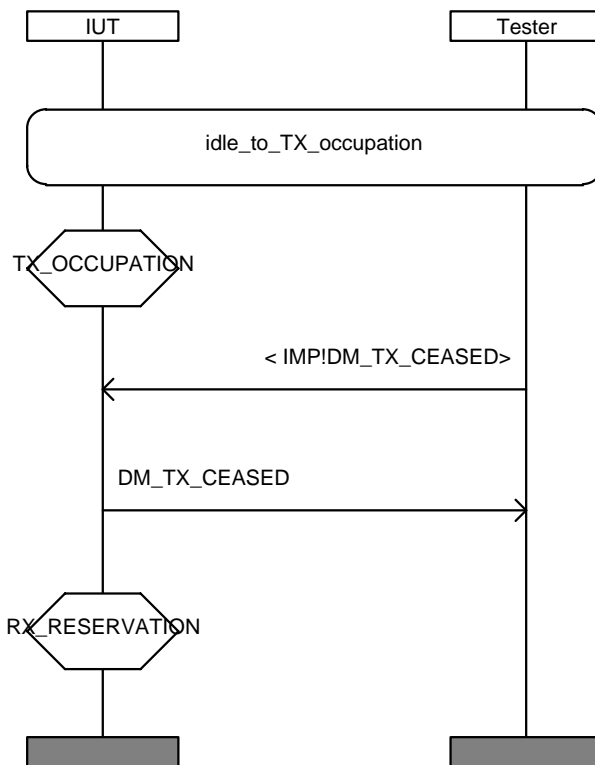 IUT
Tester
idle_to_TX_occupation
TX_OCCUPATION
< IMP!DM_TX_CEASED>
DM_TX_CEASED
RX_RESERVATION